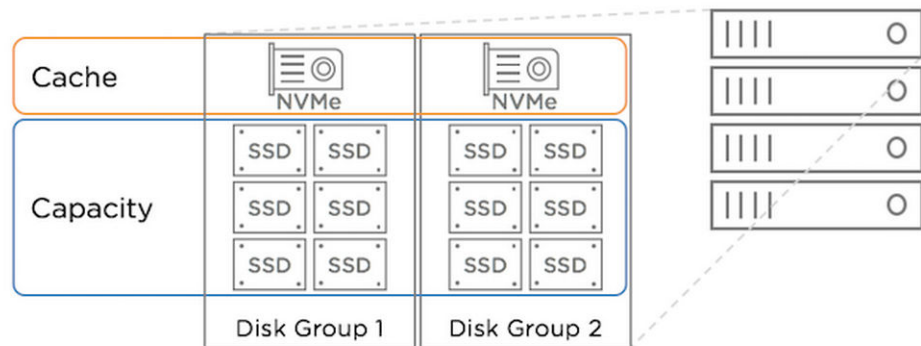 Cache
NVMe NVMe
SSD SSD SSD SSD
Capacity
SSD SSD SSD SSD
SSD SSD SSD SSD
Disk Group 1 Disk Group 2